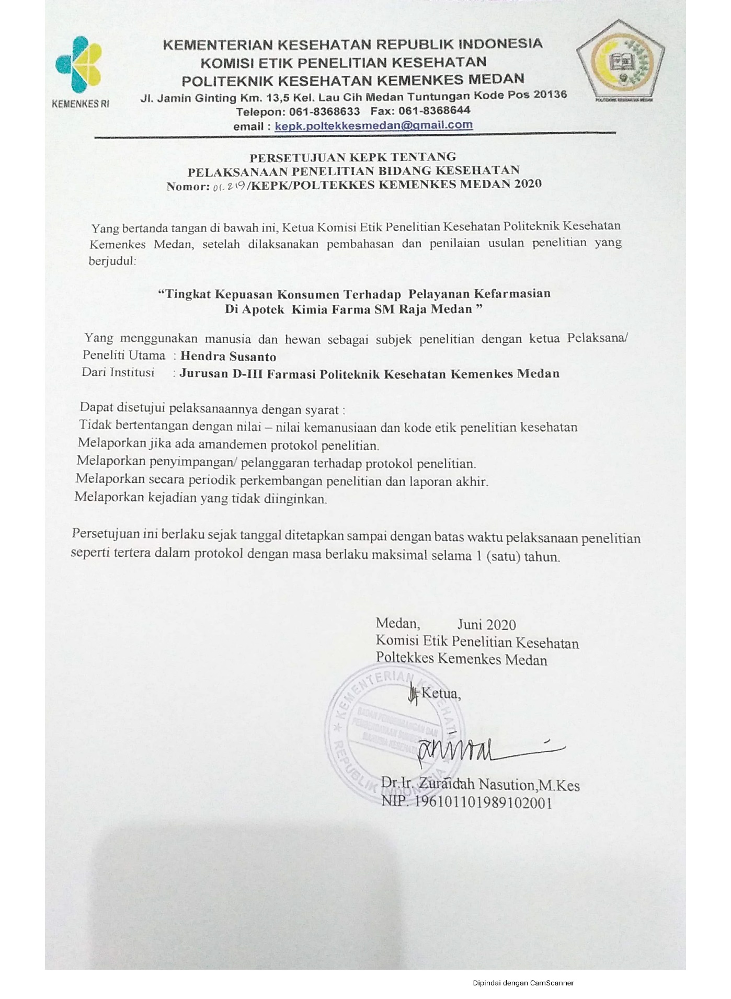 KEMENKES RI
KEMENTERIAN KESEHATAN REPUBLIK INDONESIA
KOMISI ETIK PENELITIAN KESEHATAN
POLITEKNIK KESEHATAN KEMENKES MEDAN
Jl. Jamin Ginting Km. 13,5 Kel. Lau Cih Medan Tuntungan Kode Pos 20136
Telepon: 061-8368633 Fax: 061-8368644
email : kepk.poltekkesmedan@gmail.com
POLITEKNIK KESEHATAN MEDAN
PERSETUJUAN KEPK TENTANG
PELAKSANAAN PENELITIAN BIDANG KESEHATAN
Nomor: 01.219/KEPK/POLTEKKES KEMENKES MEDAN 2020
Yang bertanda tangan di bawah ini, Ketua Komisi Etik Penelitian Kesehatan Politeknik Kesehatan
Kemenkes Medan, setelah dilaksanakan pembahasan dan penilaian usulan penelitian yang
berjudul:
“Tingkat Kepuasan Konsumen Terhadap Pelayanan Kefarmasian
Di Apotek Kimia Farma SM Raja Medan ”
Yang menggunakan manusia dan hewan sebagai subjek penelitian dengan ketua Pelaksana/
Peneliti Utama : Hendra Susanto
Dari Institusi : Jurusan D-III Farmasi Politeknik Kesehatan Kemenkes Medan
Dapat disetujui pelaksanaannya dengan syarat :
Tidak bertentangan dengan nilai – nilai kemanusiaan dan kode etik penelitian kesehatan
Melaporkan jika ada amandemen protokol penelitian.
Melaporkan penyimpangan/ pelanggaran terhadap protokol penelitian.
Melaporkan secara periodik perkembangan penelitian dan laporan akhir.
Melaporkan kejadian yang tidak diinginkan.
Persetujuan ini berlaku sejak tanggal ditetapkan sampai dengan batas waktu pelaksanaan penelitian
seperti tertera dalam protokol dengan masa berlaku maksimal selama 1 (satu) tahun.
Medan, Juni 2020
Komisi Etik Penelitian Kesehatan
Poltekkes Kemenkes Medan
Ketua,
KEMENTERIAN KESEHATAN
REPUBLIK INDONESIA
BADAN PENGEMBANGAN DAN
Dr.Ir. Zuraidah Nasution,M.Kes
NIP. 196101101989102001
Dipindai dengan CamScanner